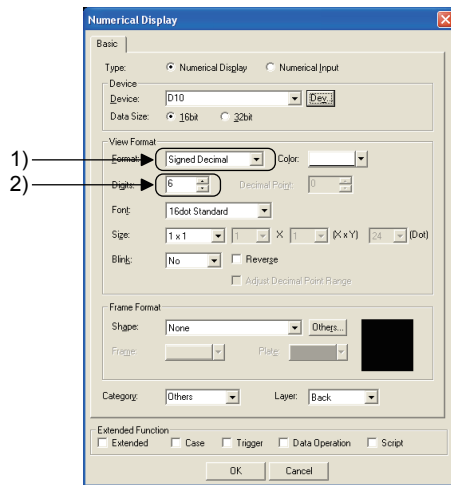 Numerical Display
Basic
Type: Numerical Display Numerical Input
Device
Device: D10 Dev...
Data Size: 16bit 32bit
View Format
1) Format: Signed Decimal Color:
2) Digits: 6 Decimal Point: 0
Font: 16dot Standard
Size: 1 x 1 1 X 1 (X x Y) 24 (Dot)
Blink: No Reverse
Adjust Decimal Point Range
Frame Format
Shape: None Others...
Frame: Plate:
Category: Others Layer: Back
Extended Function
Extended Case Trigger Data Operation Script
OK Cancel